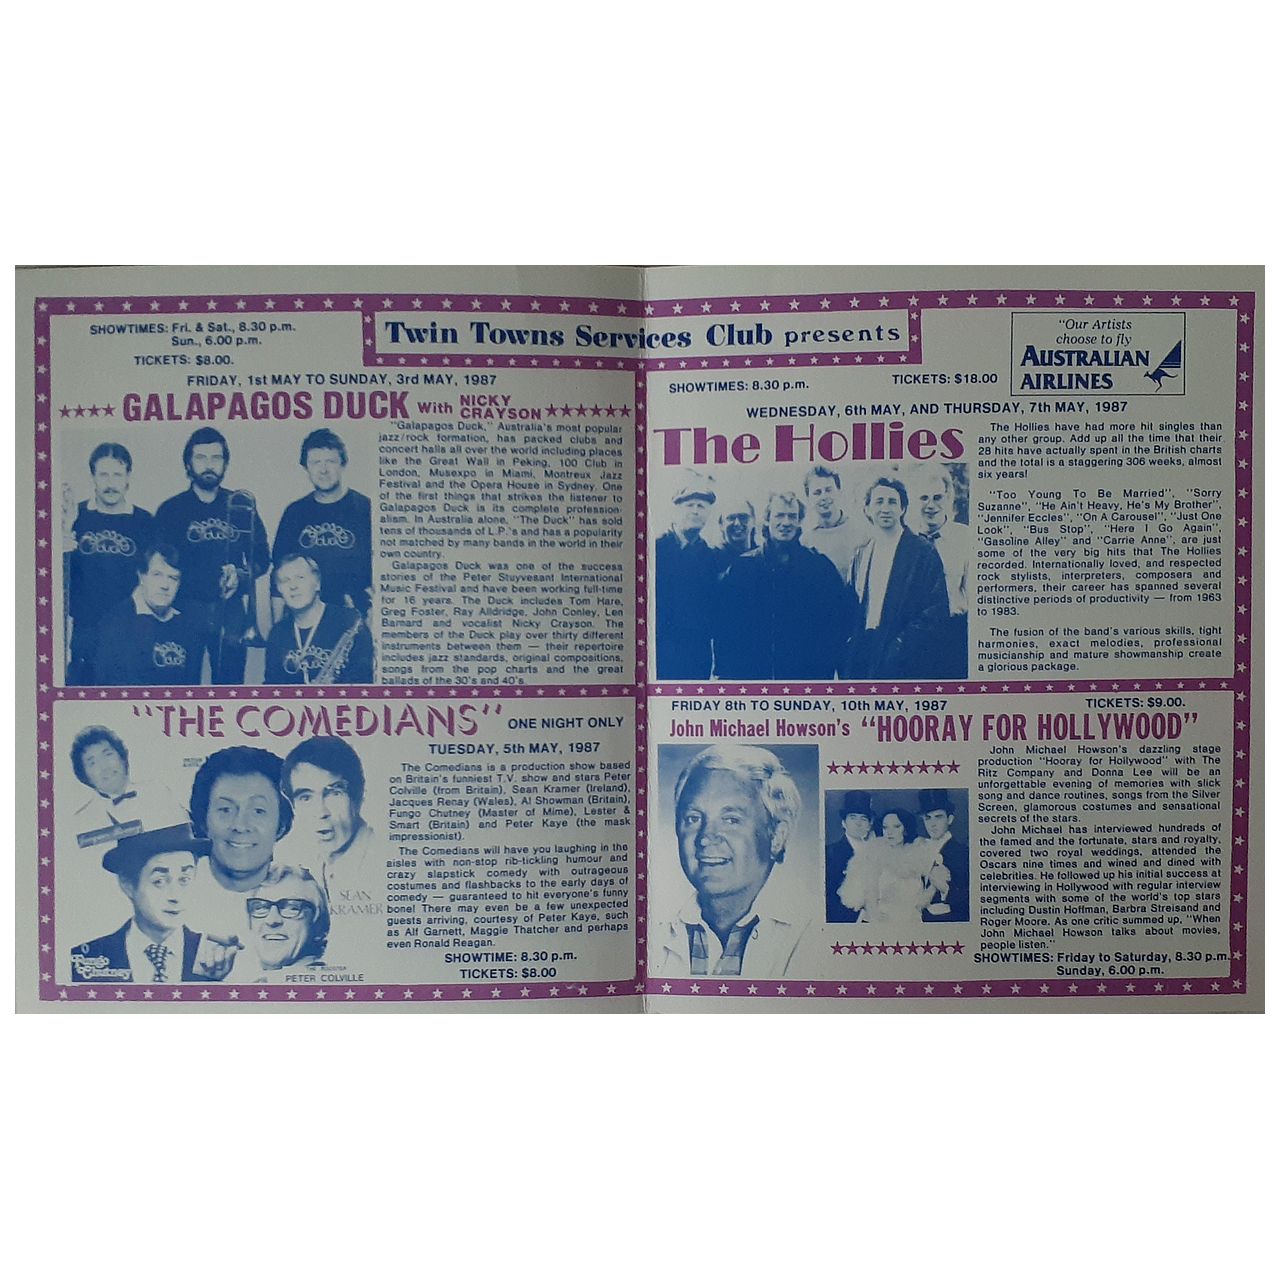 Twin Towns Services Club presents
SHOWTIMES: Fri. & Sat., 8.30 p.m.
Sun., 6.00 p.m.
TICKETS: $8.00.
FRIDAY, 1st MAY TO SUNDAY, 3rd MAY, 1987
GALAPAGOS DUCK With NICKY
CRAYSON
"Galapagos Duck," Australia's most popular
jazz/rock formation, has packed clubs and
concert halls all over the world including places
like the Great Wall in Peking, 100 Club in
London, Musexpo in Miami, Montreux Jazz
Festival and the Opera House in Sydney. One
of the first things that strikes the listener to
Galapagos Duck is its complete profession-
alism. In Australia alone, "The Duck" has sold
tens of thousands of L.P.'s and has a popularity
not matched by many bands in the world in their
own country.
Galapagos Duck was one of the success
stories of the Peter Stuyvesant International
Music Festival and have been working full-time
for 16 years. The Duck includes Tom Hare,
Greg Foster, Ray Alldridge, John Conley, Len
Barnard and vocalist Nicky Crayson. The
members of the Duck play over thirty different
instruments between them — their repertoire
includes jazz standards, original compositions,
songs from the pop charts and the great
ballads of the 30's and 40's.
"THE COMEDIANS" ONE NIGHT ONLY
TUESDAY, 5th MAY, 1987
The Comedians is a production show based
on Britain's funniest T.V. show and stars Peter
Colville (from Britain), Sean Kramer (Ireland),
Jacques Renay (Wales), Al Showman (Britain),
Fungo Chutney (Master of Mime), Lester &
Smart (Britain) and Peter Kaye (the mask
impressionist).
The Comedians will have you laughing in the
aisles with non-stop rib-tickling humour and
crazy slapstick comedy with outrageous
costumes and flashbacks to the early days of
comedy — guaranteed to hit everyone's funny
bone! There may even be a few unexpected
guests arriving, courtesy of Peter Kaye, such
as Alf Garnett, Maggie Thatcher and perhaps
even Ronald Reagan.
SHOWTIME: 8.30 p.m.
TICKETS: $8.00
SEAN
KRAMER
Fungo
Chutney
PETER COLVILLE
"Our Artists
choose to fly
AUSTRALIAN
AIRLINES
SHOWTIMES: 8.30 p.m.
TICKETS: $18.00
WEDNESDAY, 6th MAY, AND THURSDAY, 7th MAY, 1987
The Hollies
The Hollies have had more hit singles than
any other group. Add up all the time that their
28 hits have actually spent in the British charts
and the total is a staggering 306 weeks, almost
six years!
"Too Young To Be Married", "Sorry
Suzanne", "He Ain't Heavy, He's My Brother",
"Jennifer Eccles", "On A Carousel", "Just One
Look", "Bus Stop", "Here I Go Again",
"Gasoline Alley" and "Carrie Anne", are just
some of the very big hits that The Hollies
recorded. Internationally loved, and respected
rock stylists, interpreters, composers and
performers, their career has spanned several
distinctive periods of productivity — from 1963
to 1983.
The fusion of the band's various skills, tight
harmonies, exact melodies, professional
musicianship and mature showmanship create
a glorious package.
FRIDAY 8th TO SUNDAY, 10th MAY, 1987
TICKETS: $9.00.
John Michael Howson's "HOORAY FOR HOLLYWOOD"
John Michael Howson's dazzling stage
production "Hooray for Hollywood" with The
Ritz Company and Donna Lee will be an
unforgettable evening of memories with slick
song and dance routines, songs from the Silver
Screen, glamorous costumes and sensational
secrets of the stars.
John Michael has interviewed hundreds of
the famed and the fortunate, stars and royalty,
covered two royal weddings, attended the
Oscars nine times and wined and dined with
celebrities. He followed up his initial success at
interviewing in Hollywood with regular interview
segments with some of the world's top stars
including Dustin Hoffman, Barbra Streisand and
Roger Moore. As one critic summed up, "When
John Michael Howson talks about movies,
people listen."
SHOWTIMES: Friday to Saturday, 8.30 p.m.
Sunday, 6.00 p.m.